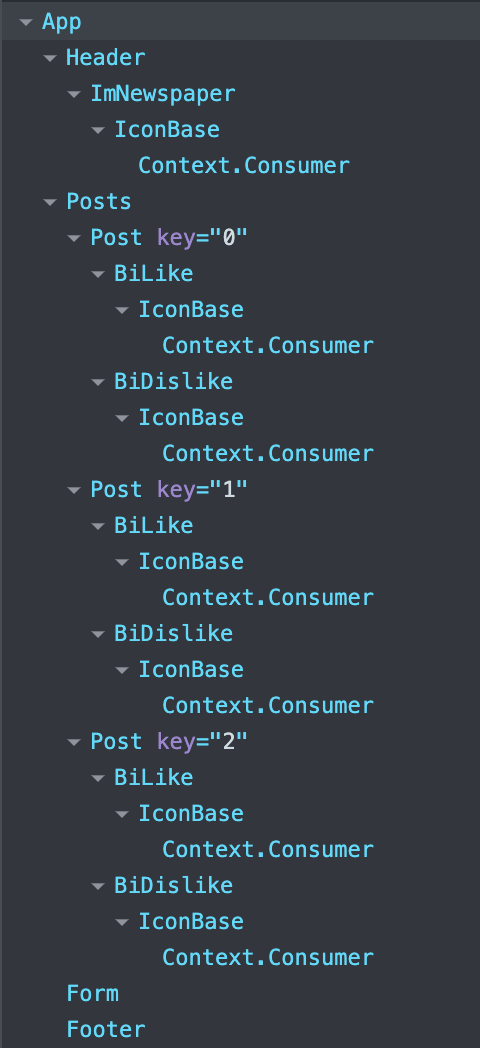 App
Header
ImNewspaper
IconBase
Context.Consumer
Posts
Post key="0"
BiLike
IconBase
Context.Consumer
BiDislike
IconBase
Context.Consumer
Post key="1"
BiLike
IconBase
Context.Consumer
BiDislike
IconBase
Context.Consumer
Post key="2"
BiLike
IconBase
Context.Consumer
BiDislike
IconBase
Context.Consumer
Form
Footer